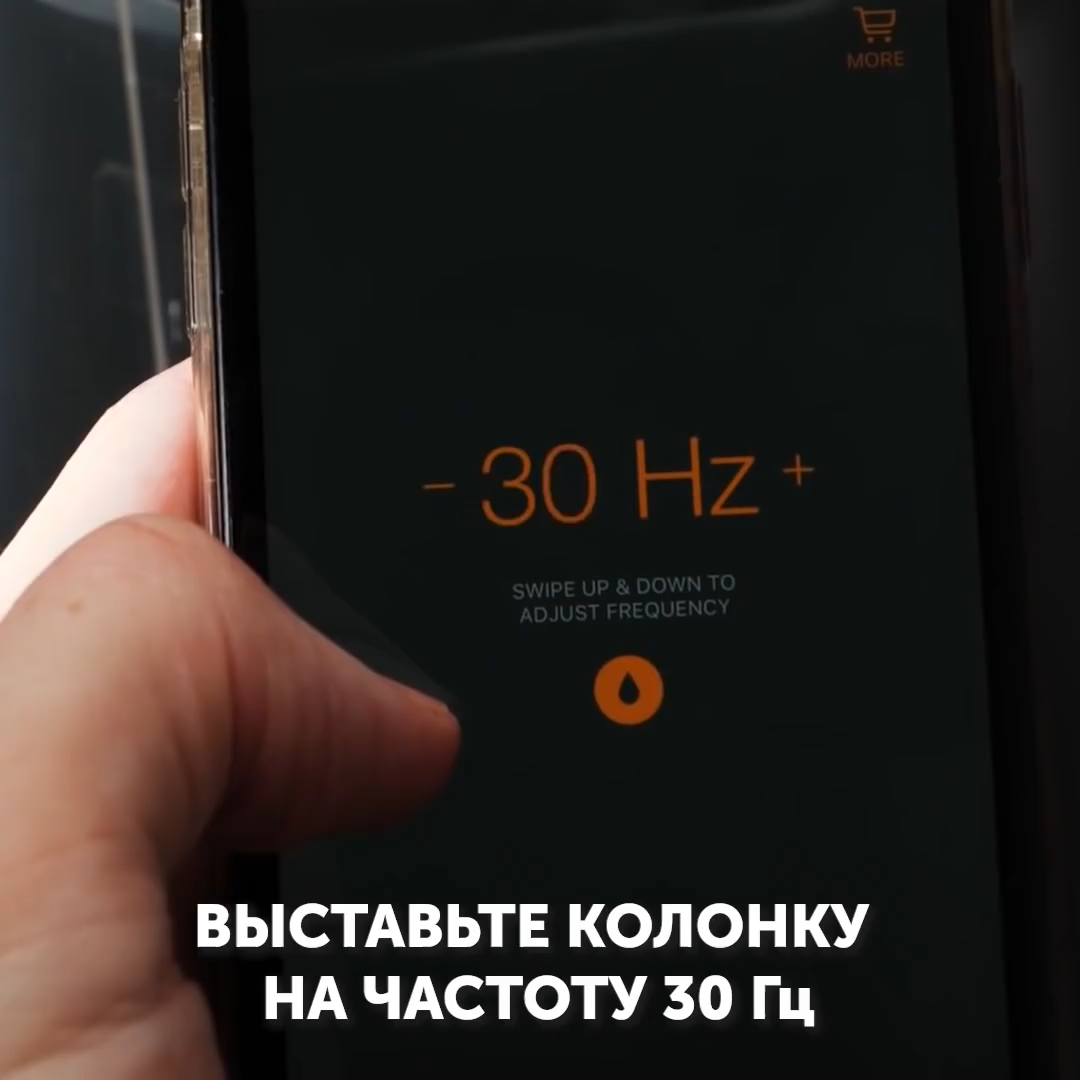 MORE
- 30 Hz +
SWIPE UP & DOWN TO
ADJUST FREQUENCY
ВЫСТАВЬТЕ КОЛОНКУ
НА ЧАСТОТУ 30 Гц